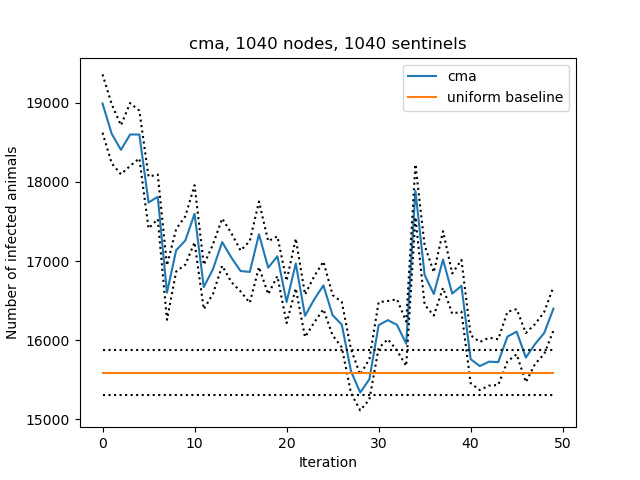 cma, 1040 nodes, 1040 sentinels
cma
uniform baseline
19000
18000
17000
16000
15000
Number of infected animals
0 10 20 30 40 50
Iteration